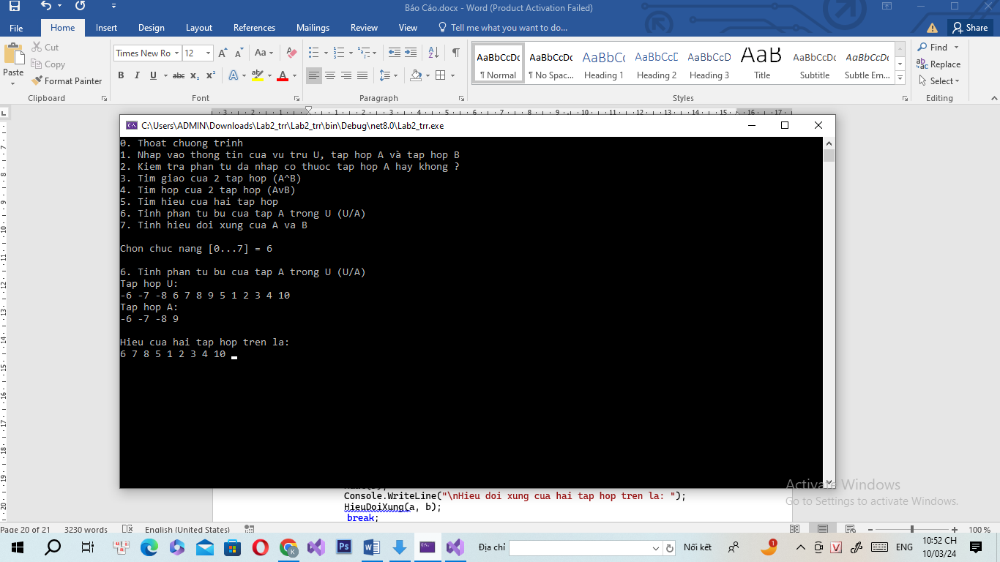 Báo Cáo.docx - Word (Product Activation Failed)
File Home Insert Design Layout References Mailings Review View Tell me what you want to do... Share
Cut
Copy
Format Painter
Paste
Times New Ro 12
B I U abc x₂ x²
Aa
AaBbCcDc AaBbCcDc AaBbCc AaBbCcD AaBbCcD AaB AaBbCcDc AaBbCcDc
¶ Normal ¶ No Spac... Heading 1 Heading 2 Heading 3 Title Subtitle Subtle Em...
Find
Replace
Select
Clipboard Font Paragraph Styles Editing
C:\Users\ADMIN\Downloads\Lab2_trr\Lab2_trr\bin\Debug\net8.0\Lab2_trr.exe
0. Thoat chuong trinh
1. Nhap vao thong tin cua vu tru U, tap hop A và tap hop B
2. Kiem tra phan tu da nhap co thuoc tap hop A hay khong ?
3. Tim giao cua 2 tap hop (A^B)
4. Tim hop cua 2 tap hop (AvB)
5. Tim hieu cua hai tap hop
6. Tinh phan tu bu cua tap A trong U (U/A)
7. Tinh hieu doi xung cua A va B
Chon chuc nang [0...7] = 6
6. Tinh phan tu bu cua tap A trong U (U/A)
Tap hop U:
-6 -7 -8 6 7 8 9 5 1 2 3 4 10
Tap hop A:
-6 -7 -8 9
Hieu cua hai tap hop tren la:
6 7 8 5 1 2 3 4 10
Console.WriteLine("\nHieu doi xung cua hai tap hop tren la: ");
HieuDoiXung(a, b);
break;
Activate Windows
Go to Settings to activate Windows.
Page 20 of 21 3230 words English (United States) 100 %
Địa chỉ Nối kết ENG 10:52 CH
10/03/24